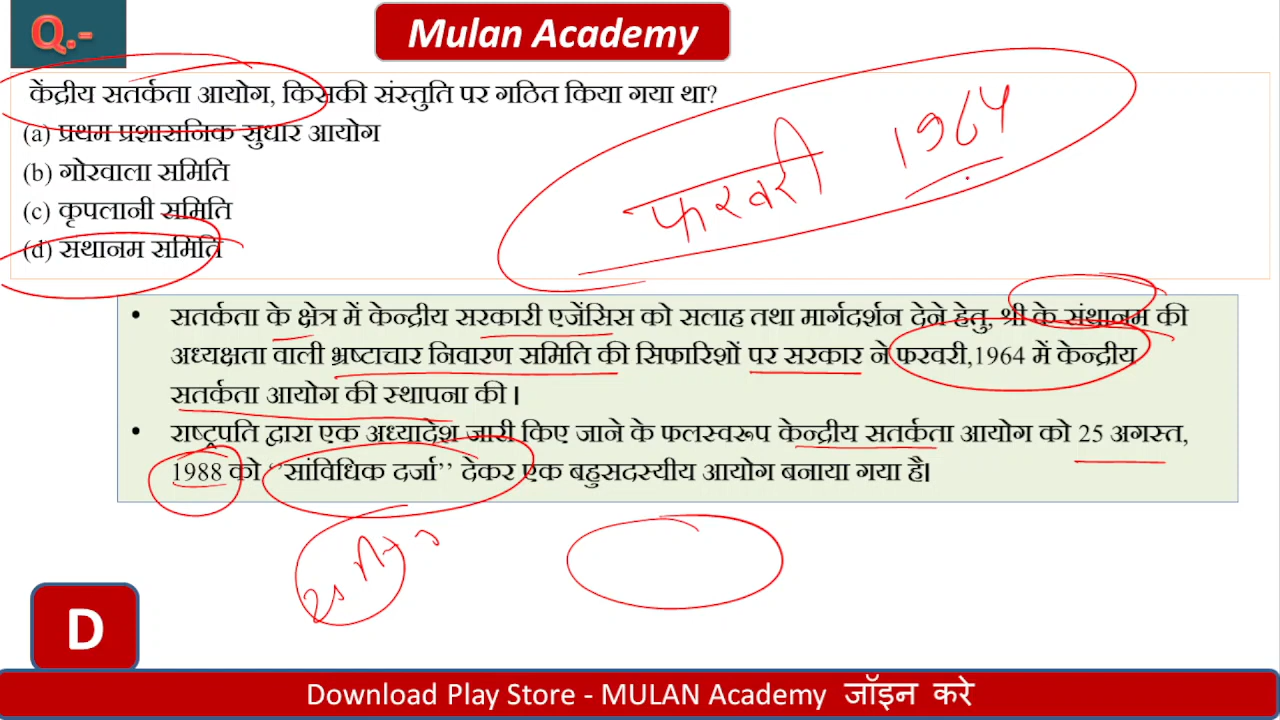 Q.-
Mulan Academy
केंद्रीय सतर्कता आयोग, किसकी संस्तुति पर गठित किया गया था?
(a) प्रथम प्रशासनिक सुधार आयोग
(b) गोरवाला समिति
(c) कृपलानी समिति
(d) सथानम समिति
फरवरी 1964
• सतर्कता के क्षेत्र में केन्द्रीय सरकारी एजेंसिस को सलाह तथा मार्गदर्शन देने हेतु, श्री के संथानम की
अध्यक्षता वाली भ्रष्टाचार निवारण समिति की सिफारिशों पर सरकार ने फरवरी,1964 में केन्द्रीय
सतर्कता आयोग की स्थापना की ।
• राष्ट्रपति द्वारा एक अध्यादेश जारी किए जाने के फलस्वरूप केन्द्रीय सतर्कता आयोग को 25 अगस्त,
1988 को ‘‘सांविधिक दर्जा’’ देकर एक बहुसदस्यीय आयोग बनाया गया है।
D
Download Play Store - MULAN Academy जॉइन करे